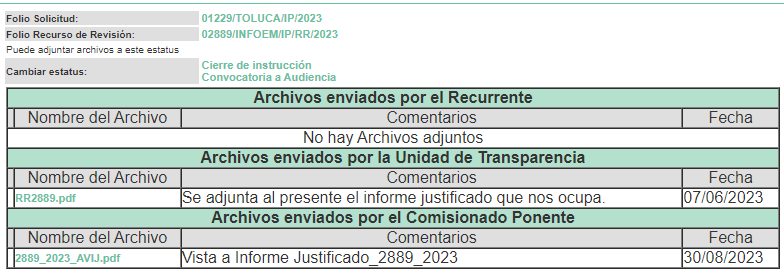 Folio Solicitud: 01229/TOLUCA/IP/2023
Folio Recurso de Revisión: 02889/INFOEM/IP/RR/2023
Puede adjuntar archivos a este estatus
Cambiar estatus: Cierre de instrucción
Convocatoria a Audiencia
Archivos enviados por el Recurrente
Nombre del Archivo Comentarios Fecha
No hay Archivos adjuntos
Archivos enviados por la Unidad de Transparencia
Nombre del Archivo Comentarios Fecha
RR2889.pdf Se adjunta al presente el informe justificado que nos ocupa. 07/06/2023
Archivos enviados por el Comisionado Ponente
Nombre del Archivo Comentarios Fecha
2889_2023_AVIJ.pdf Vista a Informe Justificado_2889_2023 30/08/2023